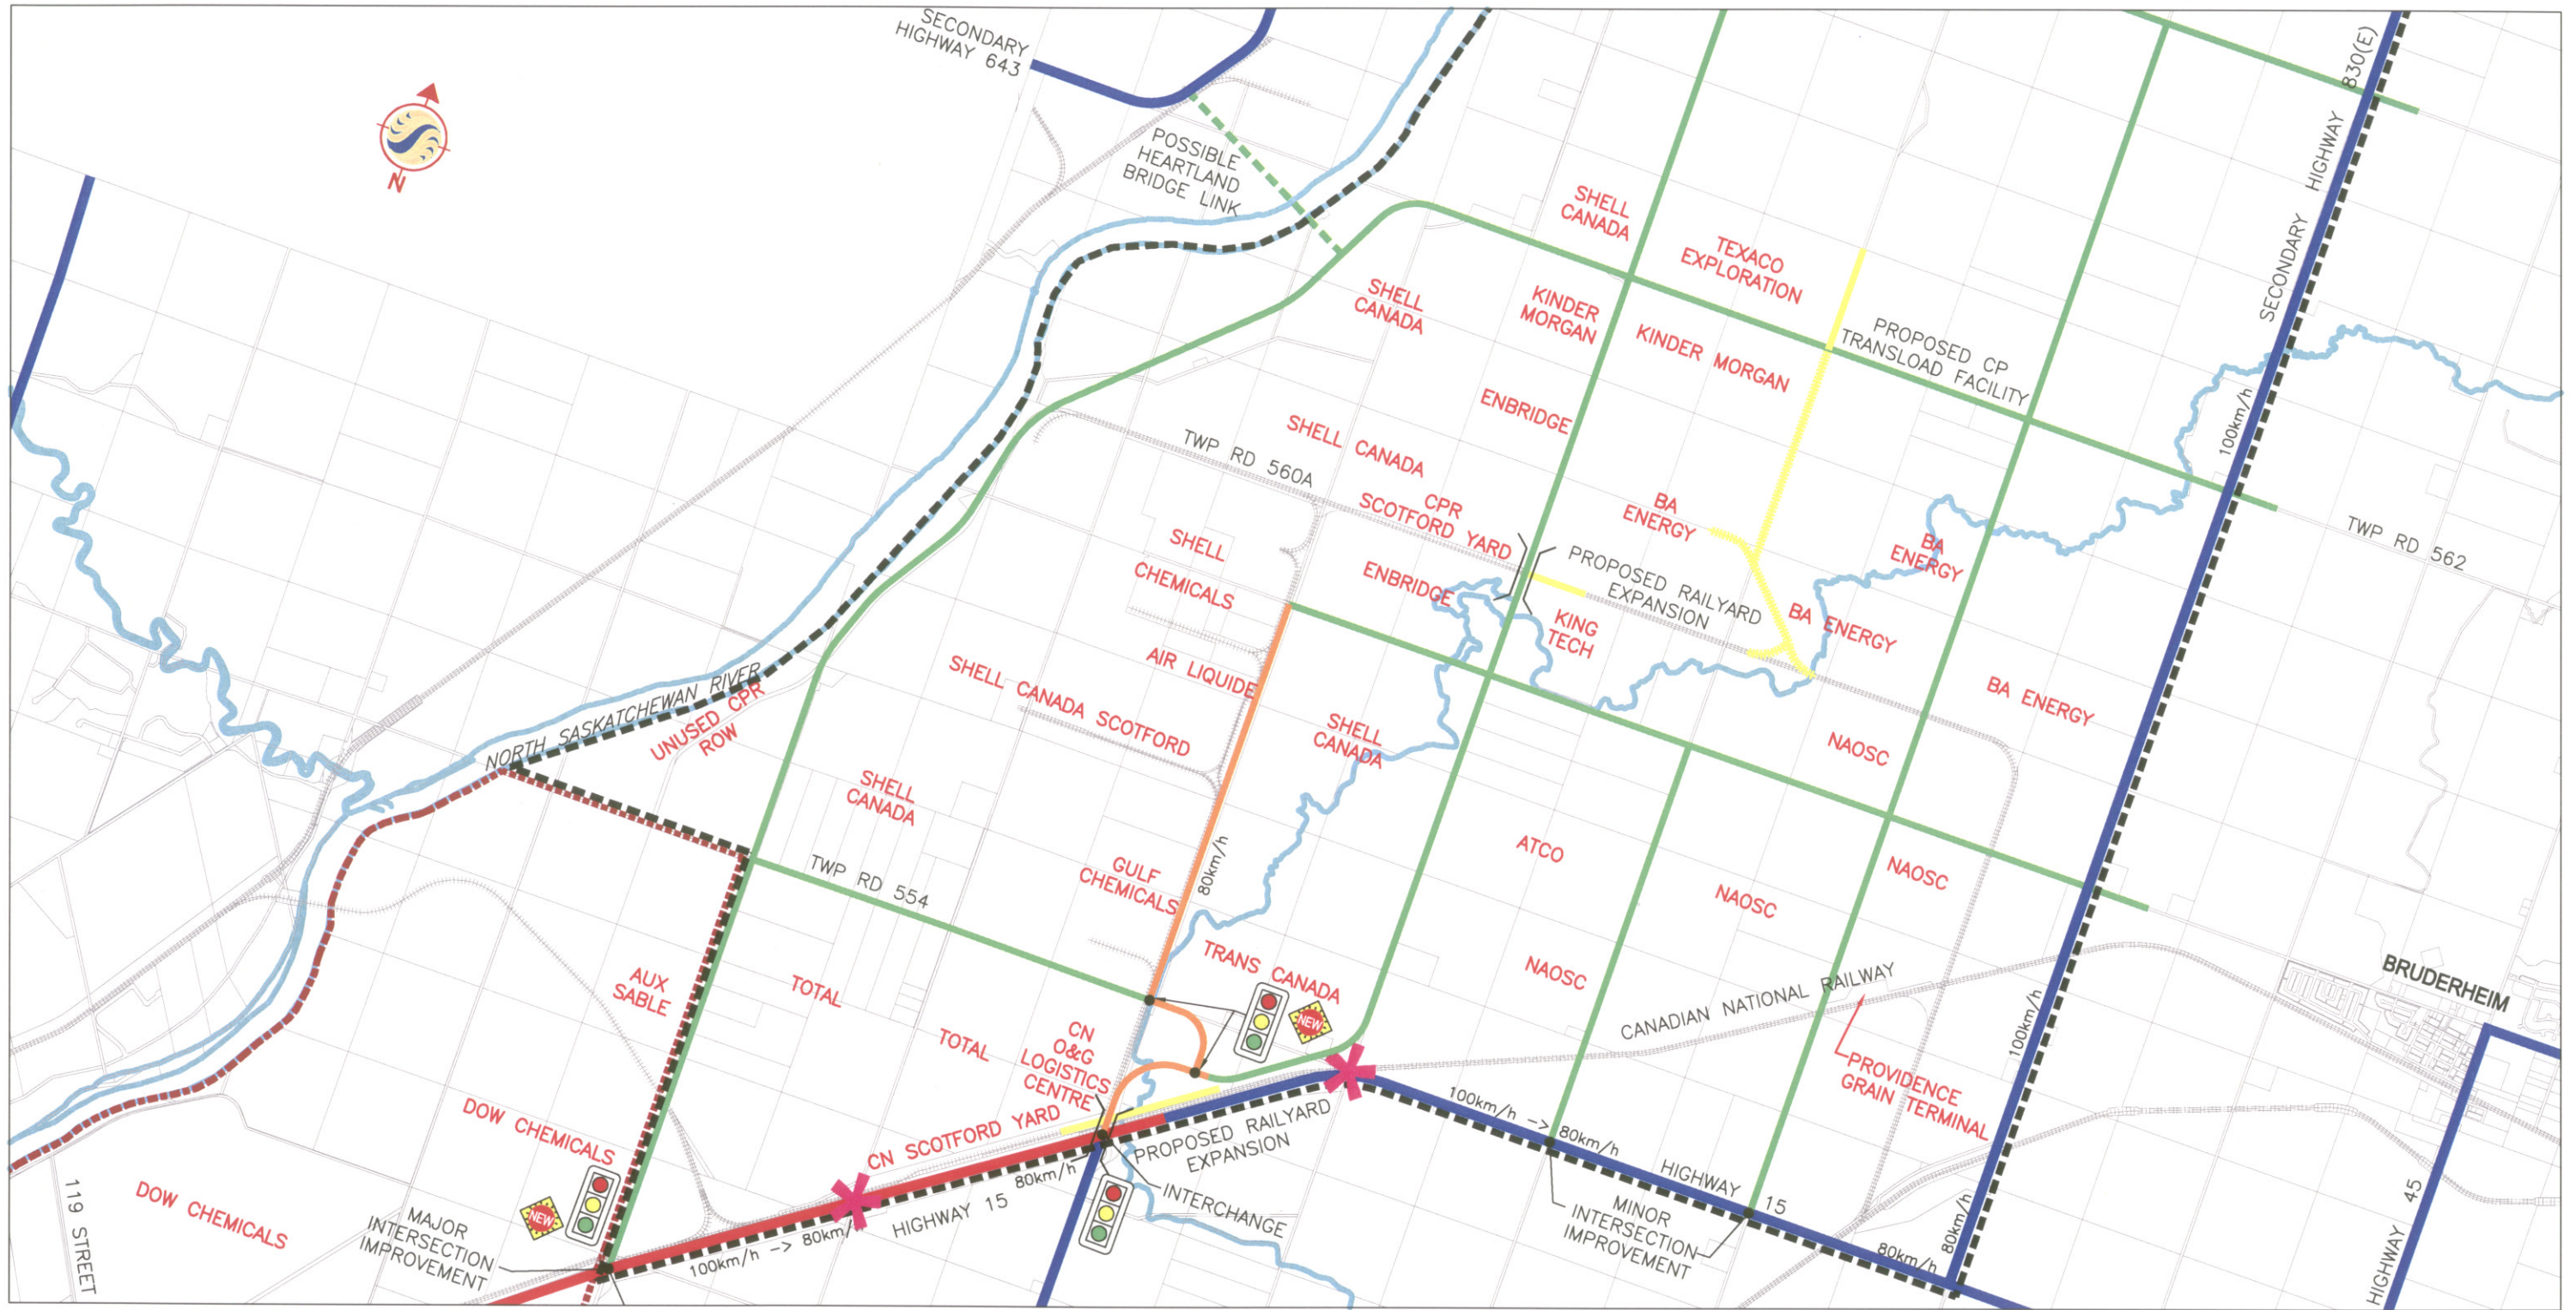 SECONDARY
HIGHWAY 643
N
POSSIBLE
HEARTLAND
BRIDGE LINK
SECONDARY HIGHWAY 830(E)
SHELL
CANADA
TEXACO
EXPLORATION
SHELL
CANADA
KINDER
MORGAN
KINDER MORGAN
PROPOSED CP
TRANSLOAD FACILITY
ENBRIDGE
100km/h
TWP RD 560A
SHELL CANADA
CPR
SCOTFORD YARD
BA
ENERGY
BA
ENERGY
TWP RD 562
SHELL
CHEMICALS
ENBRIDGE
PROPOSED RAILYARD
EXPANSION
KING
TECH
BA ENERGY
BA ENERGY
AIR LIQUIDE
SHELL CANADA SCOTFORD
NORTH SASKATCHEWAN RIVER
UNUSED CPR
ROW
SHELL
CANADA
NAOSC
SHELL
CANADA
TWP RD 554
80km/h
GULF
CHEMICALS
ATCO
NAOSC
NAOSC
TRANS CANADA
NAOSC
AUX
SABLE
TOTAL
TOTAL
NEW
CANADIAN NATIONAL RAILWAY
BRUDERHEIM
100km/h
CN
O&G
LOGISTICS
CENTRE
PROVIDENCE
GRAIN TERMINAL
DOW CHEMICALS
CN SCOTFORD YARD
PROPOSED RAILYARD
EXPANSION
100km/h -> 80km/h
HIGHWAY 15
119 STREET
DOW CHEMICALS
NEW
MAJOR
INTERSECTION
IMPROVEMENT
100km/h -> 80km/
HIGHWAY 15
80km/h
INTERCHANGE
MINOR
INTERSECTION
IMPROVEMENT
80km/h
80km/h
HIGHWAY 45